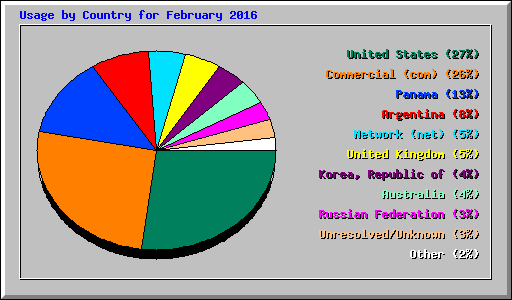 Usage by Country for February 2016
United States (27%)
Commercial (com) (26%)
Panama (13%)
Argentina (8%)
Network (net) (5%)
United Kingdom (5%)
Korea, Republic of (4%)
Australia (4%)
Russian Federation (3%)
Unresolved/Unknown (3%)
Other (2%)